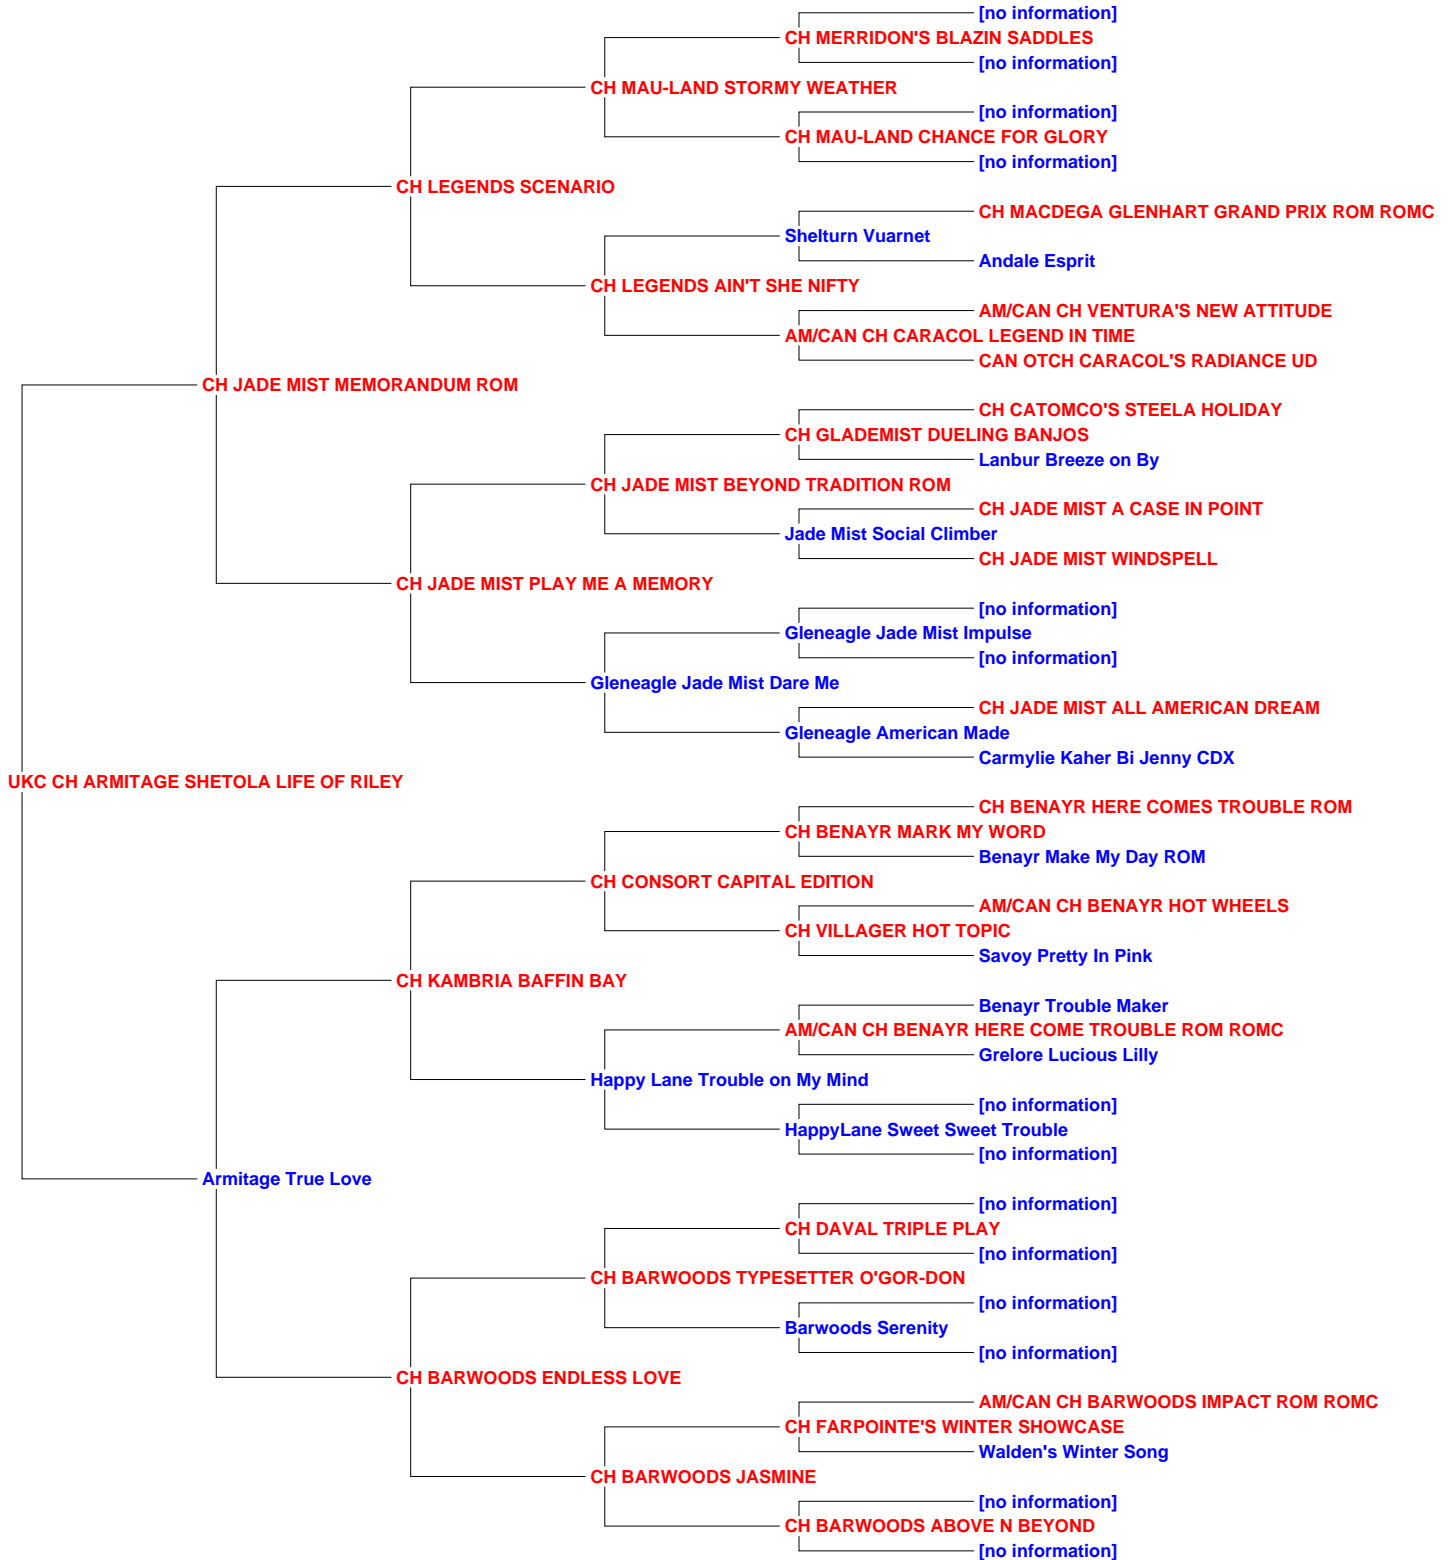 [no information]
CH MERRIDON'S BLAZIN SADDLES
[no information]
CH MAU-LAND STORMY WEATHER
[no information]
CH MAU-LAND CHANCE FOR GLORY
[no information]
CH LEGENDS SCENARIO
CH MACDEGA GLENHART GRAND PRIX ROM ROMC
Shelturn Vuarnet
Andale Esprit
CH LEGENDS AIN'T SHE NIFTY
AM/CAN CH VENTURA'S NEW ATTITUDE
AM/CAN CH CARACOL LEGEND IN TIME
CAN OTCH CARACOL'S RADIANCE UD
CH JADE MIST MEMORANDUM ROM
CH CATOMCO'S STEELA HOLIDAY
CH GLADEMIST DUELING BANJOS
Lanbur Breeze on By
CH JADE MIST BEYOND TRADITION ROM
CH JADE MIST A CASE IN POINT
Jade Mist Social Climber
CH JADE MIST WINDSPELL
CH JADE MIST PLAY ME A MEMORY
[no information]
Gleneagle Jade Mist Impulse
[no information]
Gleneagle Jade Mist Dare Me
CH JADE MIST ALL AMERICAN DREAM
Gleneagle American Made
Carmylie Kaher Bi Jenny CDX
UKC CH ARMITAGE SHETOLA LIFE OF RILEY
CH BENAYR HERE COMES TROUBLE ROM
CH BENAYR MARK MY WORD
Benayr Make My Day ROM
CH CONSORT CAPITAL EDITION
AM/CAN CH BENAYR HOT WHEELS
CH VILLAGER HOT TOPIC
Savoy Pretty In Pink
CH KAMBRIA BAFFIN BAY
Benayr Trouble Maker
AM/CAN CH BENAYR HERE COME TROUBLE ROM ROMC
Grelore Lucious Lilly
Happy Lane Trouble on My Mind
[no information]
HappyLane Sweet Sweet Trouble
[no information]
Armitage True Love
[no information]
CH DAVAL TRIPLE PLAY
[no information]
CH BARWOODS TYPESETTER O'GOR-DON
[no information]
Barwoods Serenity
[no information]
CH BARWOODS ENDLESS LOVE
AM/CAN CH BARWOODS IMPACT ROM ROMC
CH FARPOINTE'S WINTER SHOWCASE
Walden's Winter Song
CH BARWOODS JASMINE
[no information]
CH BARWOODS ABOVE N BEYOND
[no information]